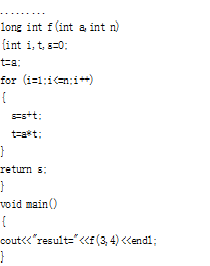 .........
long int f(int a,int n)
{int i,t,s=0;
t=a;
for (i=1;i<=n;i++)
{
s=s+t;
t=a*t;
}
return s;
}
void main()
{
cout<<"result="<<f(3,4)<<endl;
}